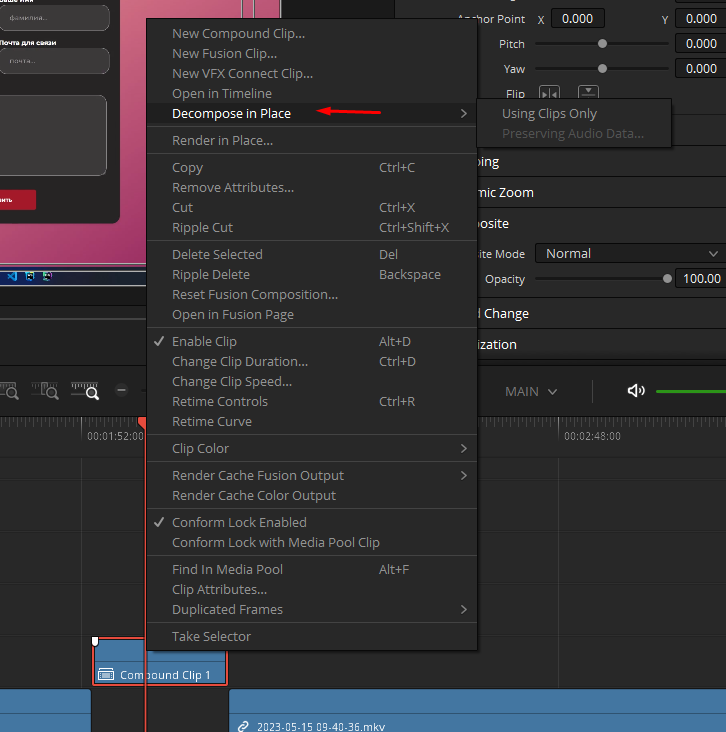 Ваше имя
фамилия...
Почта для связи
почта...
Anchor Point X 0.000 Y 0.000
Pitch 0.000
Yaw 0.000
Flip
New Compound Clip...
New Fusion Clip...
New VFX Connect Clip...
Open in Timeline
Decompose in Place
Using Clips Only
Preserving Audio Data...
Render in Place...
Copy Ctrl+C
Remove Attributes...
Cut Ctrl+X
Ripple Cut Ctrl+Shift+X
Delete Selected Del
Ripple Delete Backspace
Reset Fusion Composition...
Open in Fusion Page
Enable Clip Alt+D
Change Clip Duration... Ctrl+D
Change Clip Speed...
Retime Controls Ctrl+R
Retime Curve
Clip Color
Render Cache Fusion Output
Render Cache Color Output
Conform Lock Enabled
Conform Lock with Media Pool Clip
Find In Media Pool Alt+F
Clip Attributes...
Duplicated Frames
Take Selector
ping
mic Zoom
posite
site Mode Normal
Opacity 100.00
d Change
ization
MAIN
00:01:52:00
00:02:48:00
Compound Clip 1
2023-05-15 09-40-36.mkv